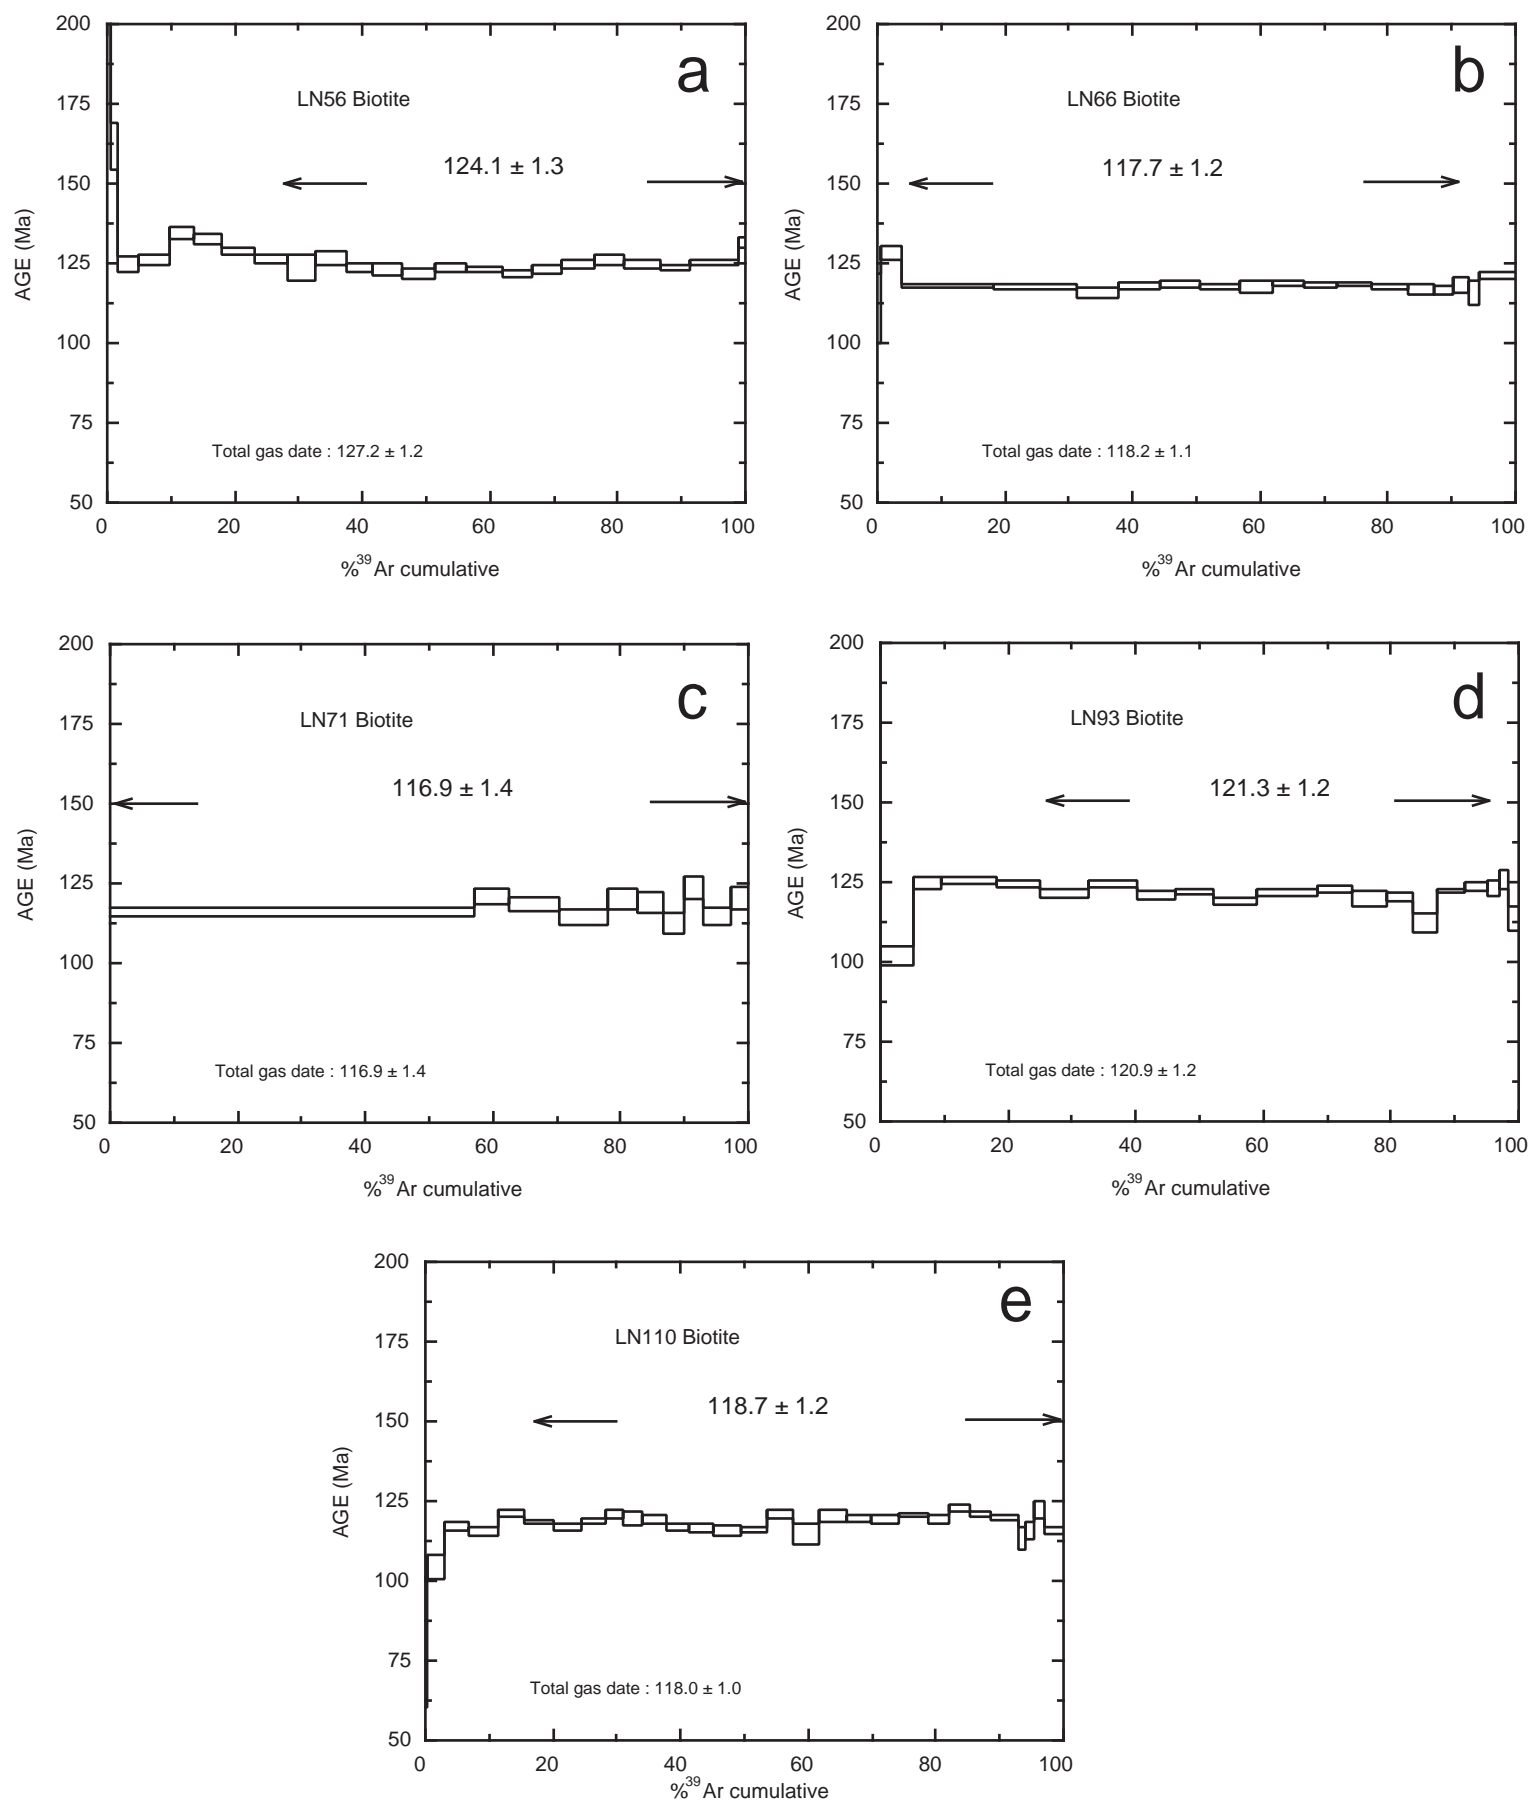 a
LN56 Biotite
124.1 ± 1.3
Total gas date : 127.2 ± 1.2
AGE (Ma)
200
175
150
125
100
75
50
0 20 40 60 80 100
%39Ar cumulative
b
LN66 Biotite
117.7 ± 1.2
Total gas date : 118.2 ± 1.1
AGE (Ma)
200
175
150
125
100
75
50
0 20 40 60 80 100
%39Ar cumulative
c
LN71 Biotite
116.9 ± 1.4
Total gas date : 116.9 ± 1.4
AGE (Ma)
200
175
150
125
100
75
50
0 20 40 60 80 100
%39Ar cumulative
d
LN93 Biotite
121.3 ± 1.2
Total gas date : 120.9 ± 1.2
AGE (Ma)
200
175
150
125
100
75
50
0 20 40 60 80 100
%39Ar cumulative
e
LN110 Biotite
118.7 ± 1.2
Total gas date : 118.0 ± 1.0
AGE (Ma)
200
175
150
125
100
75
50
0 20 40 60 80 100
%39Ar cumulative